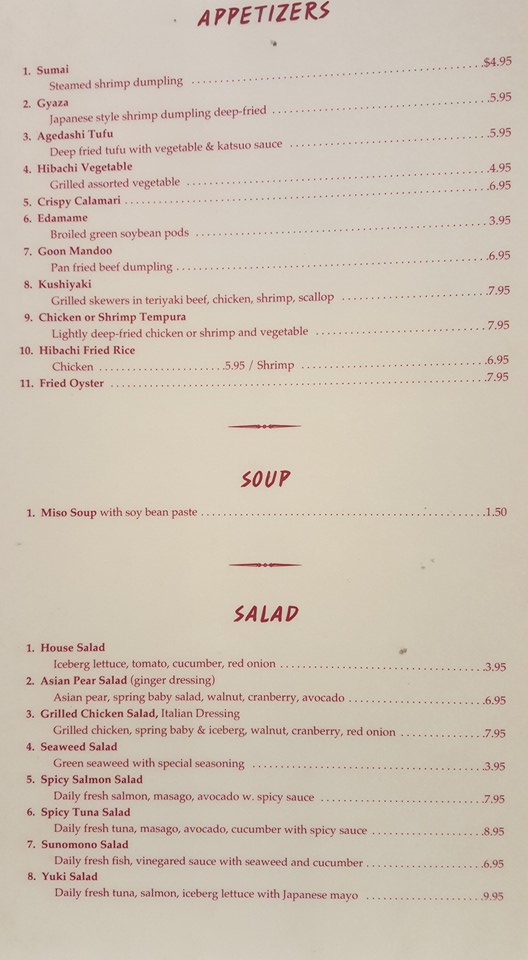 APPETIZERS
1. Sumai
Steamed shrimp dumpling ........................................................$4.95
2. Gyaza
Japanese style shrimp dumpling deep-fried ........................................5.95
3. Agedashi Tufu
Deep fried tufu with vegetable & katsuo sauce .....................................5.95
4. Hibachi Vegetable
Grilled assorted vegetable ........................................................4.95
5. Crispy Calamari ................................................................6.95
6. Edamame
Broiled green soybean pods .......................................................3.95
7. Goon Mandoo
Pan fried beef dumpling ..........................................................6.95
8. Kushiyaki
Grilled skewers in teriyaki beef, chicken, shrimp, scallop ...........................7.95
9. Chicken or Shrimp Tempura
Lightly deep-fried chicken or shrimp and vegetable ................................7.95
10. Hibachi Fried Rice
Chicken .......................5.95 / Shrimp ..................................6.95
11. Fried Oyster ..................................................................7.95
SOUP
1. Miso Soup with soy bean paste ..................................................1.50
SALAD
1. House Salad
Iceberg lettuce, tomato, cucumber, red onion ......................................3.95
2. Asian Pear Salad (ginger dressing)
Asian pear, spring baby salad, walnut, cranberry, avocado ..........................6.95
3. Grilled Chicken Salad, Italian Dressing
Grilled chicken, spring baby & iceberg, walnut, cranberry, red onion .................7.95
4. Seaweed Salad
Green seaweed with special seasoning ............................................3.95
5. Spicy Salmon Salad
Daily fresh salmon, masago, avocado w. spicy sauce ...............................7.95
6. Spicy Tuna Salad
Daily fresh tuna, masago, avocado, cucumber with spicy sauce ......................8.95
7. Sunomono Salad
Daily fresh fish, vinegared sauce with seaweed and cucumber .......................6.95
8. Yuki Salad
Daily fresh tuna, salmon, iceberg lettuce with Japanese mayo .......................9.95